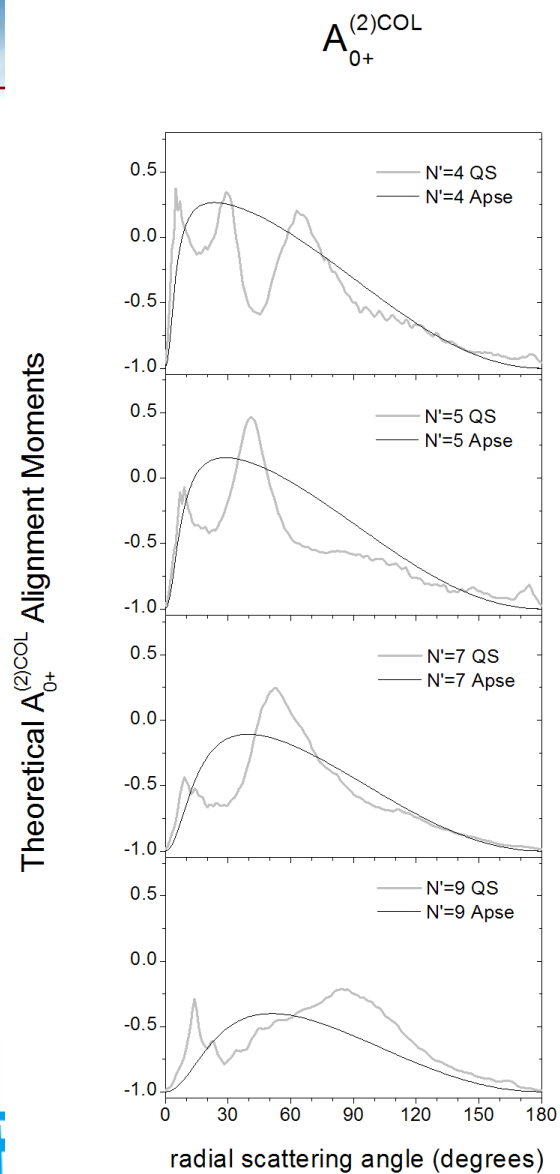 A0+(2)COL
Theoretical A0+(2)COL Alignment Moments
0.5
0.0
-0.5
-1.0
N'=4 QS
N'=4 Apse
0.5
0.0
-0.5
-1.0
N'=5 QS
N'=5 Apse
0.5
0.0
-0.5
-1.0
N'=7 QS
N'=7 Apse
0.5
0.0
-0.5
-1.0
N'=9 QS
N'=9 Apse
0 30 60 90 120 150 180
radial scattering angle (degrees)